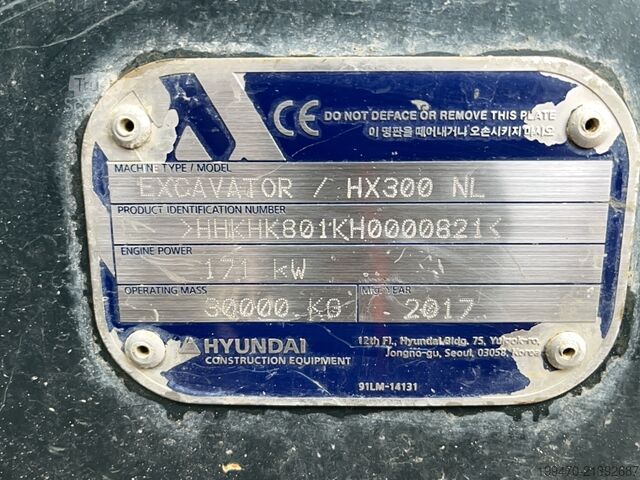 CE DO NOT DEFACE OR REMOVE THIS PLATE
이 명판을 떼어내거나 오손시키지 마십시오
MACHINE TYPE / MODEL
EXCAVATOR / HX300 NL
PRODUCT IDENTIFICATION NUMBER
>HHKHK801KH0000821<
ENGINE POWER
171 kW
OPERATING MASS
30000 KG
MFG. YEAR
2017
HYUNDAI
CONSTRUCTION EQUIPMENT
12th Fl., Hyundai Bldg. 75, Yulgok-ro,
Jongno-gu, Seoul, 03058, Korea
91LM-14131